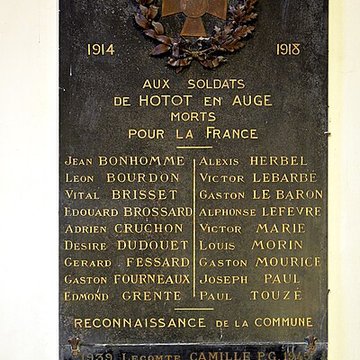 1914 1918
AUX SOLDATS
DE HOTOT EN AUGE
MORTS
POUR LA FRANCE
JEAN BONHOMME ALEXIS HERBEL
LEON BOURDON VICTOR LEBARBÉ
VITAL BRISSET GASTON LE BARON
EDOUARD BROSSARD ALPHONSE LEFEVRE
ADRIEN CRUCHON VICTOR MARIE
DESIRE DUDOUET LOUIS MORIN
GERARD FESSARD GASTON MOURICE
GASTON FOURNEAUX JOSEPH PAUL
EDMOND GRENTE PAUL TOUZÉ
RECONNAISSANCE DE LA COMMUNE
1939 LECOMTE CAMILLE P.G.